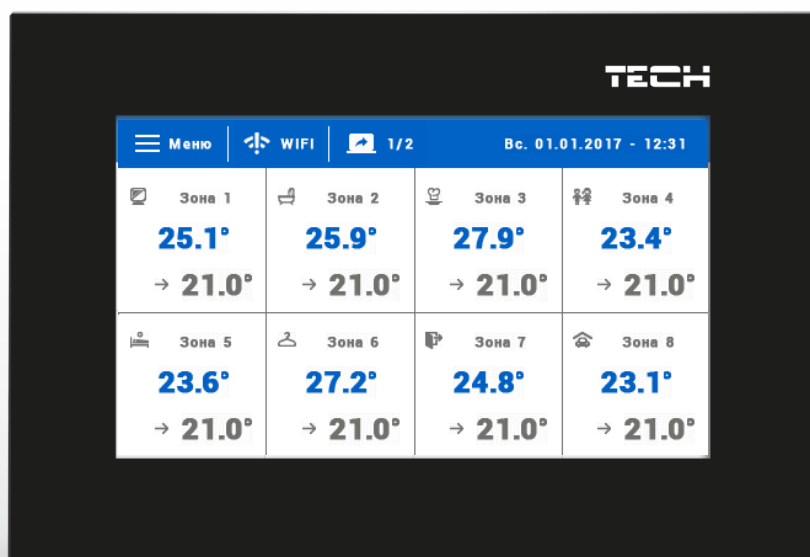 TECH
Меню WIFI 1/2 Вс. 01.01.2017 - 12:31
Зона 1 Зона 2 Зона 3 Зона 4
25.1° 25.9° 27.9° 23.4°
→ 21.0° → 21.0° → 21.0° → 21.0°
Зона 5 Зона 6 Зона 7 Зона 8
23.6° 27.2° 24.8° 23.1°
→ 21.0° → 21.0° → 21.0° → 21.0°